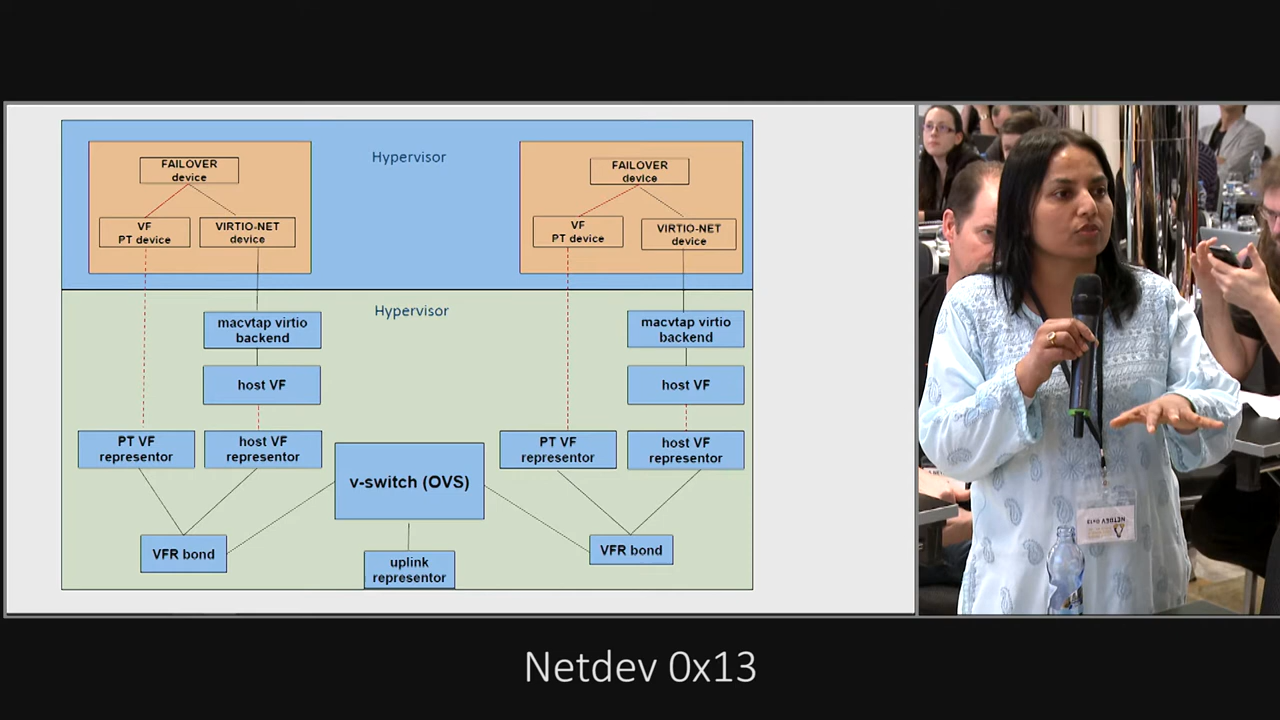 Hypervisor
FAILOVER
device
VF
PT device
VIRTIO-NET
device
FAILOVER
device
VF
PT device
VIRTIO-NET
device
Hypervisor
macvtap virtio
backend
host VF
PT VF
representor
host VF
representor
v-switch (OVS)
VFR bond
uplink
representor
macvtap virtio
backend
host VF
PT VF
representor
host VF
representor
VFR bond
NETDEV 0x13
Netdev 0x13